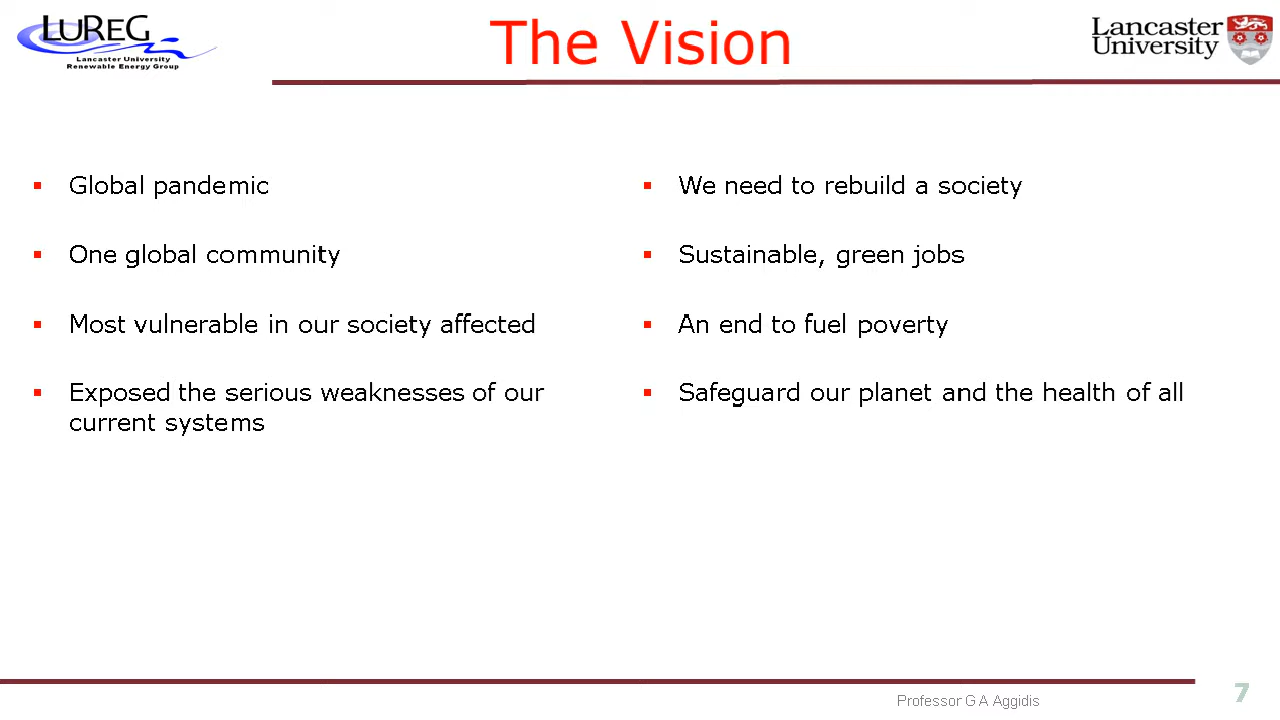 LUREG
Lancaster University
Renewable Energy Group
The Vision
Lancaster
University
Global pandemic
One global community
Most vulnerable in our society affected
Exposed the serious weaknesses of our
current systems
We need to rebuild a society
Sustainable, green jobs
An end to fuel poverty
Safeguard our planet and the health of all
Professor G A Aggidis
7